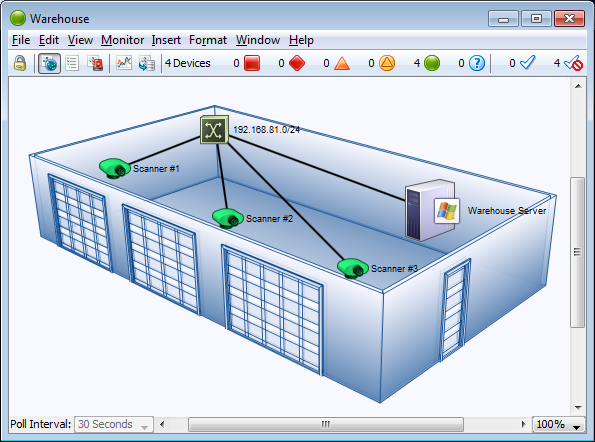 Warehouse
File Edit View Monitor Insert Format Window Help
4 Devices 0 0 0 0 4 0 ? 0 4
192.168.81.0/24
Scanner #1
Warehouse Server
Scanner #2
Scanner #3
Poll Interval: 30 Seconds 100%